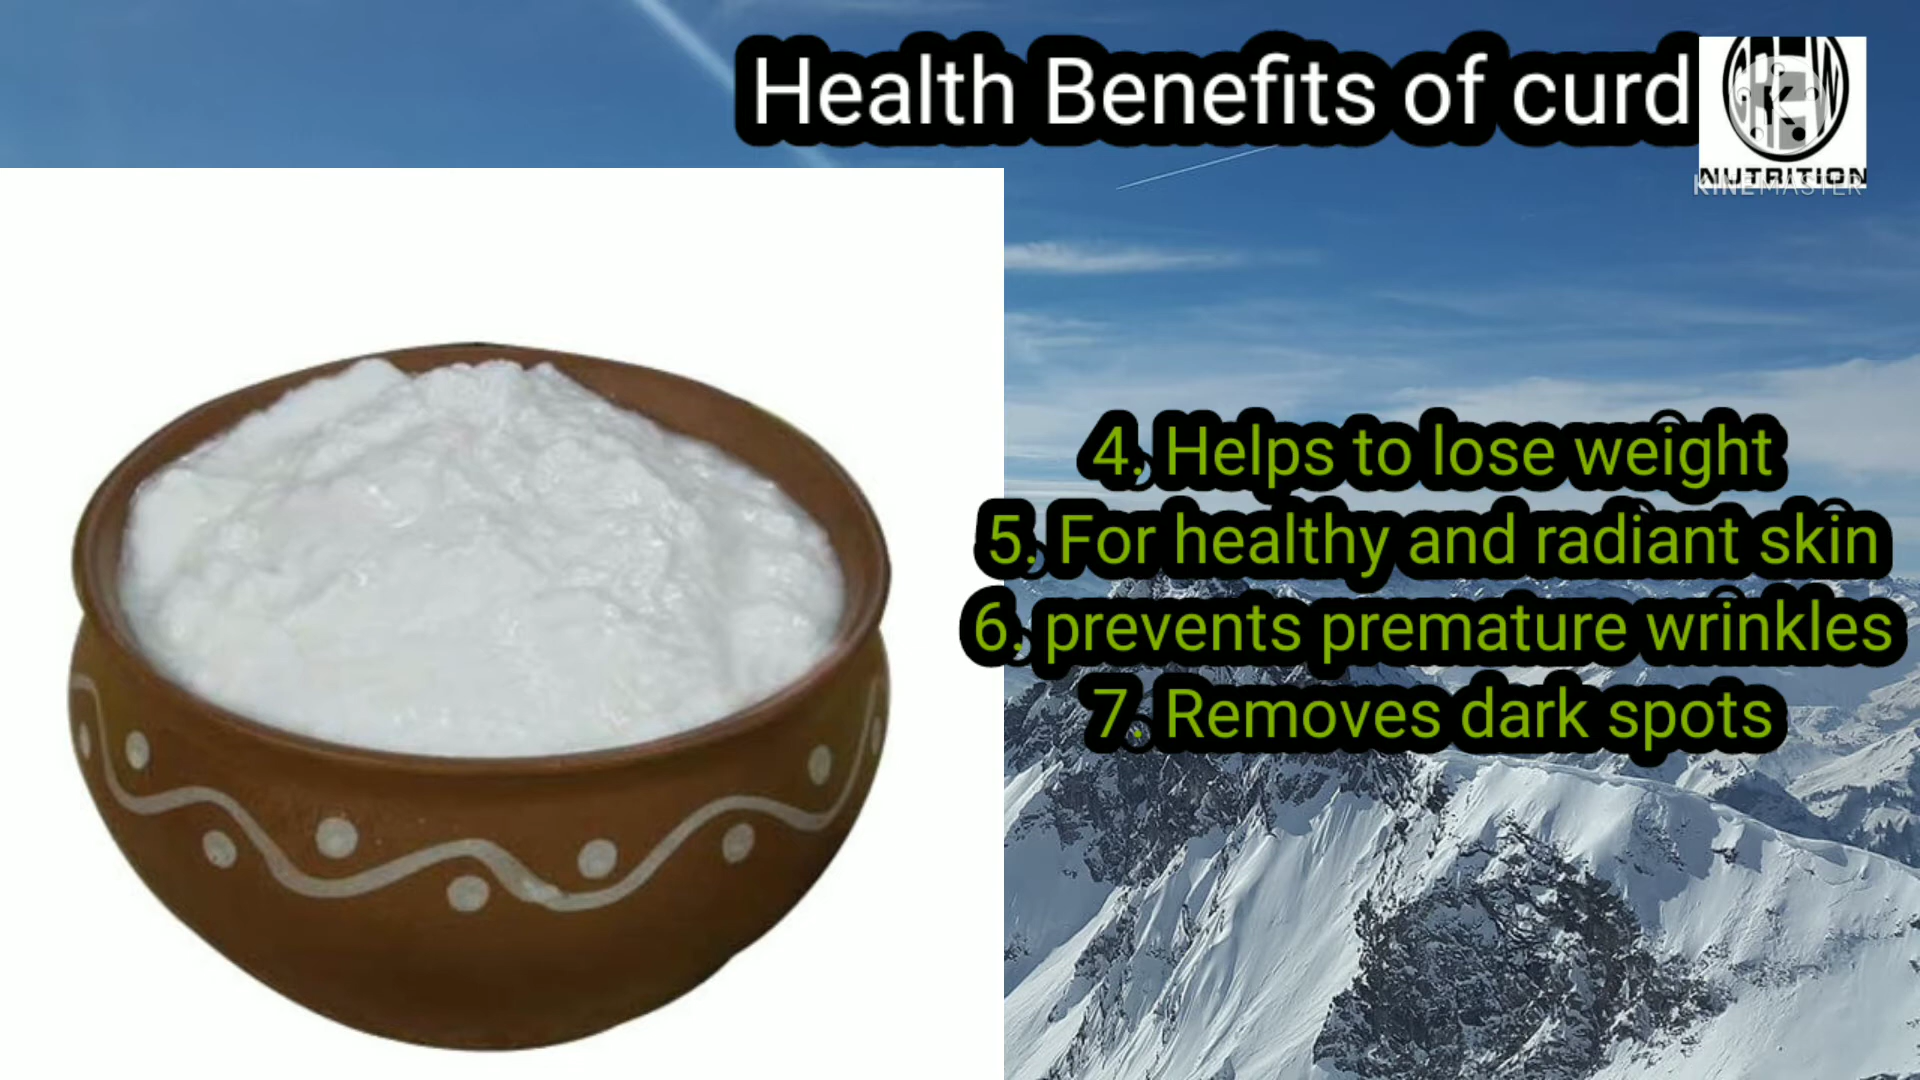 Health Benefits of curd
NUTRITION
KINEMASTER
4. Helps to lose weight
5. For healthy and radiant skin
6. prevents premature wrinkles
7. Removes dark spots